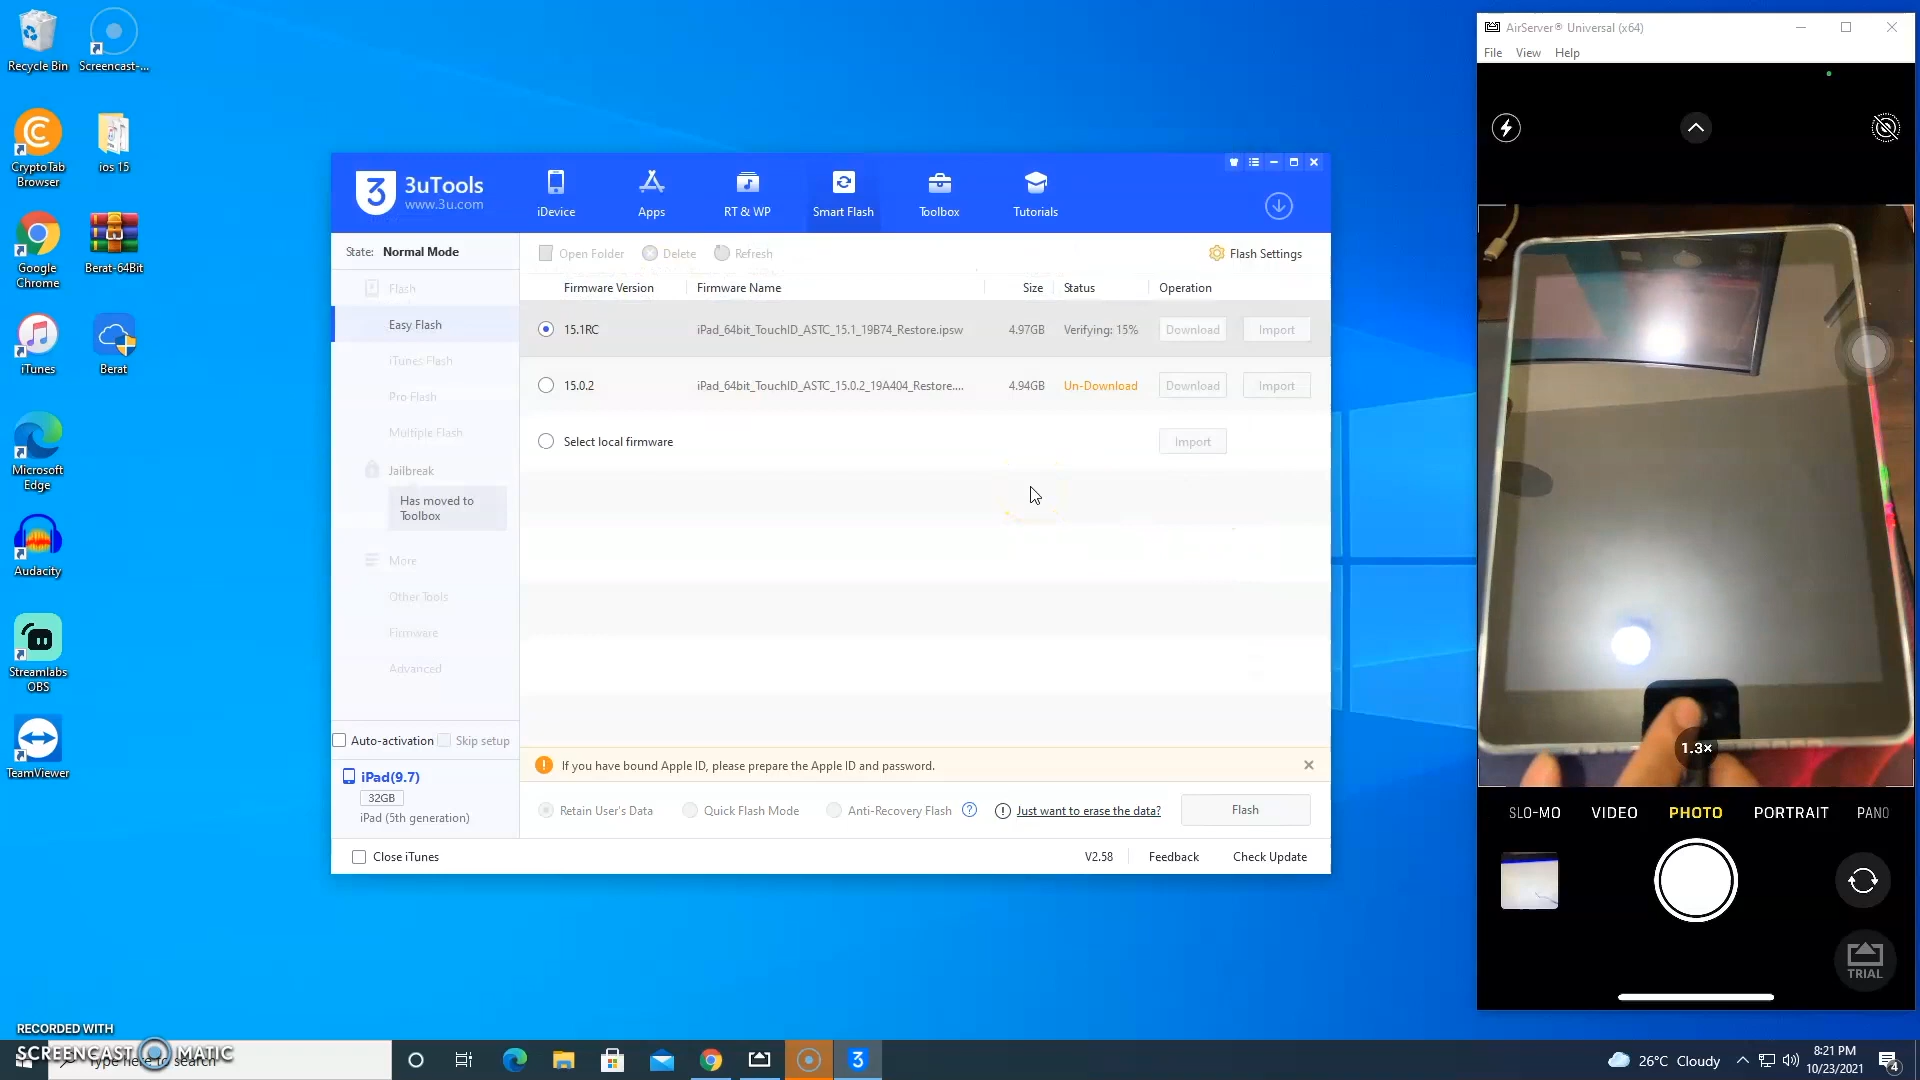 Recycle Bin
Screencast-...
CryptoTab
Browser
ios 15
Google
Chrome
Berat-64Bit
iTunes
Berat
Microsoft
Edge
Audacity
Streamlabs
OBS
TeamViewer
3 3uTools
www.3u.com
iDevice
Apps
RT & WP
Smart Flash
Toolbox
Tutorials
State: Normal Mode
Flash
Easy Flash
iTunes Flash
Pro Flash
Multiple Flash
Jailbreak
Has moved to
Toolbox
More
Other Tools
Firmware
Advanced
Auto-activation Skip setup
iPad(9.7)
32GB
iPad (5th generation)
Open Folder Delete Refresh Flash Settings
Firmware Version Firmware Name Size Status Operation
15.1RC iPad_64bit_TouchID_ASTC_15.1_19B74_Restore.ipsw 4.97GB Verifying: 15% Download Import
15.0.2 iPad_64bit_TouchID_ASTC_15.0.2_19A404_Restore.... 4.94GB Un-Download Download Import
Select local firmware Import
If you have bound Apple ID, please prepare the Apple ID and password.
Retain User's Data Quick Flash Mode Anti-Recovery Flash Just want to erase the data? Flash
Close iTunes V2.58 Feedback Check Update
AirServer® Universal (x64)
File View Help
1.3×
SLO-MO VIDEO PHOTO PORTRAIT PANO
TRIAL
RECORDED WITH
SCREENCAST MATIC
Type here to search
3
26°C Cloudy
8:21 PM
10/23/2021
4